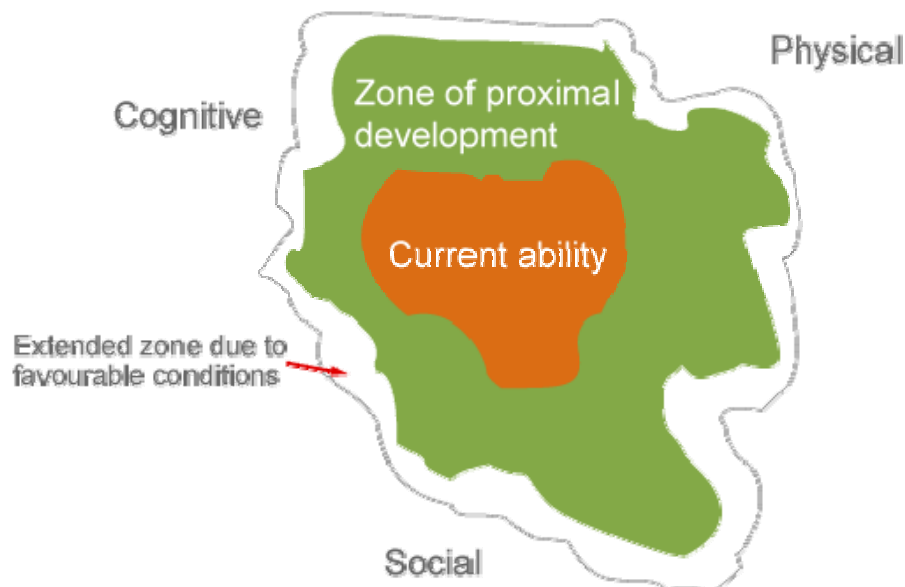 Physical
Zone of proximal
development
Cognitive
Current ability
Extended zone due to
favourable conditions
Social